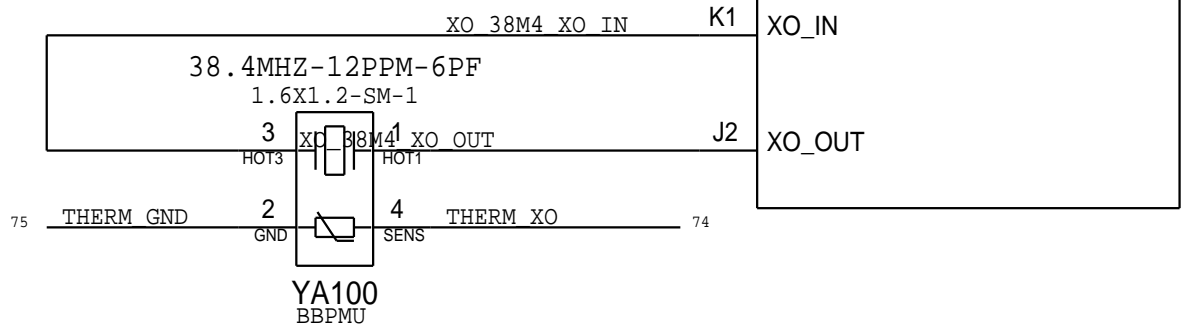 XO_38M4_XO_IN K1 XO_IN
38.4MHZ-12PPM-6PF
1.6X1.2-SM-1
3 XO_38M4_XO_OUT 1 J2 XO_OUT
HOT3 HOT1
75 THERM_GND 2 4 THERM_XO 74
GND SENS
YA100
BBPMU